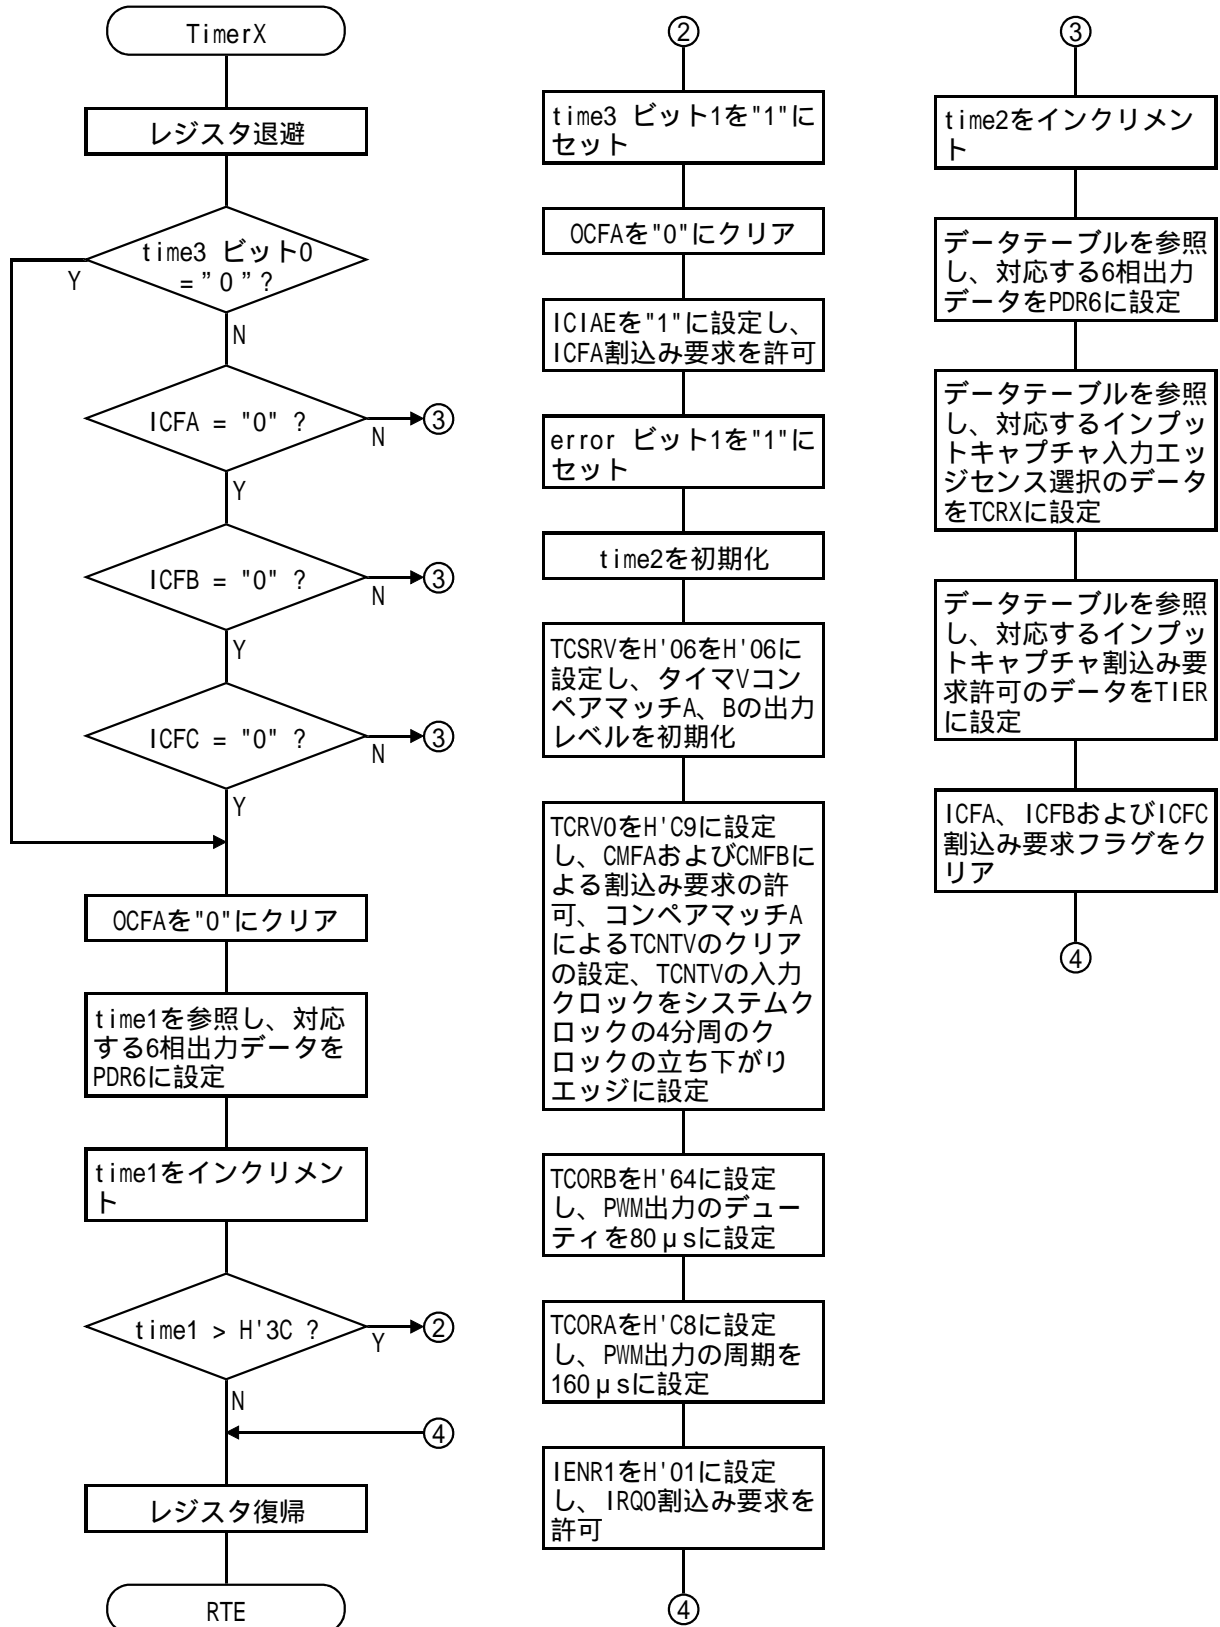 TimerX
レジスタ退避
time3 ビット0
="0"?
Y
N
ICFA = "0" ?
N
③
Y
ICFB = "0" ?
N
③
Y
ICFC = "0" ?
N
③
Y
OCFAを"0"にクリア
time1を参照し、対応
する6相出力データを
PDR6に設定
time1をインクリメン
ト
time1 > H'3C ?
Y
②
N
④
レジスタ復帰
RTE
②
time3 ビット1を"1"に
セット
OCFAを"0"にクリア
ICIAEを"1"に設定し、
ICFA割込み要求を許可
error ビット1を"1"に
セット
time2を初期化
TCSRVをH'06をH'06に
設定し、タイマVコン
ペアマッチA、Bの出力
レベルを初期化
TCRV0をH'C9に設定
し、CMFAおよびCMFBに
よる割込み要求の許
可、コンペアマッチA
によるTCNTVのクリア
の設定、TCNTVの入力
クロックをシステムク
ロックの4分周のク
ロックの立ち下がり
エッジに設定
TCORBをH'64に設定
し、PWM出力のデュー
ティを80μsに設定
TCORAをH'C8に設定
し、PWM出力の周期を
160μsに設定
IENR1をH'01に設定
し、IRQ0割込み要求を
許可
④
③
time2をインクリメン
ト
データテーブルを参照
し、対応する6相出力
データをPDR6に設定
データテーブルを参照
し、対応するインプッ
トキャプチャ入力エッ
ジセンス選択のデータ
をTCRXに設定
データテーブルを参照
し、対応するインプッ
トキャプチャ割込み要
求許可のデータをTIER
に設定
ICFA、ICFBおよびICFC
割込み要求フラグをク
リア
④